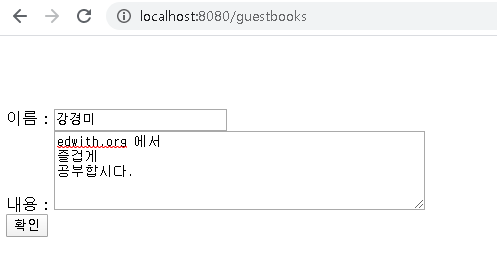 localhost:8080/guestbooks
이름 : 강경미
edwith.org 에서
즐겁게
공부합시다.
내용 :
확인